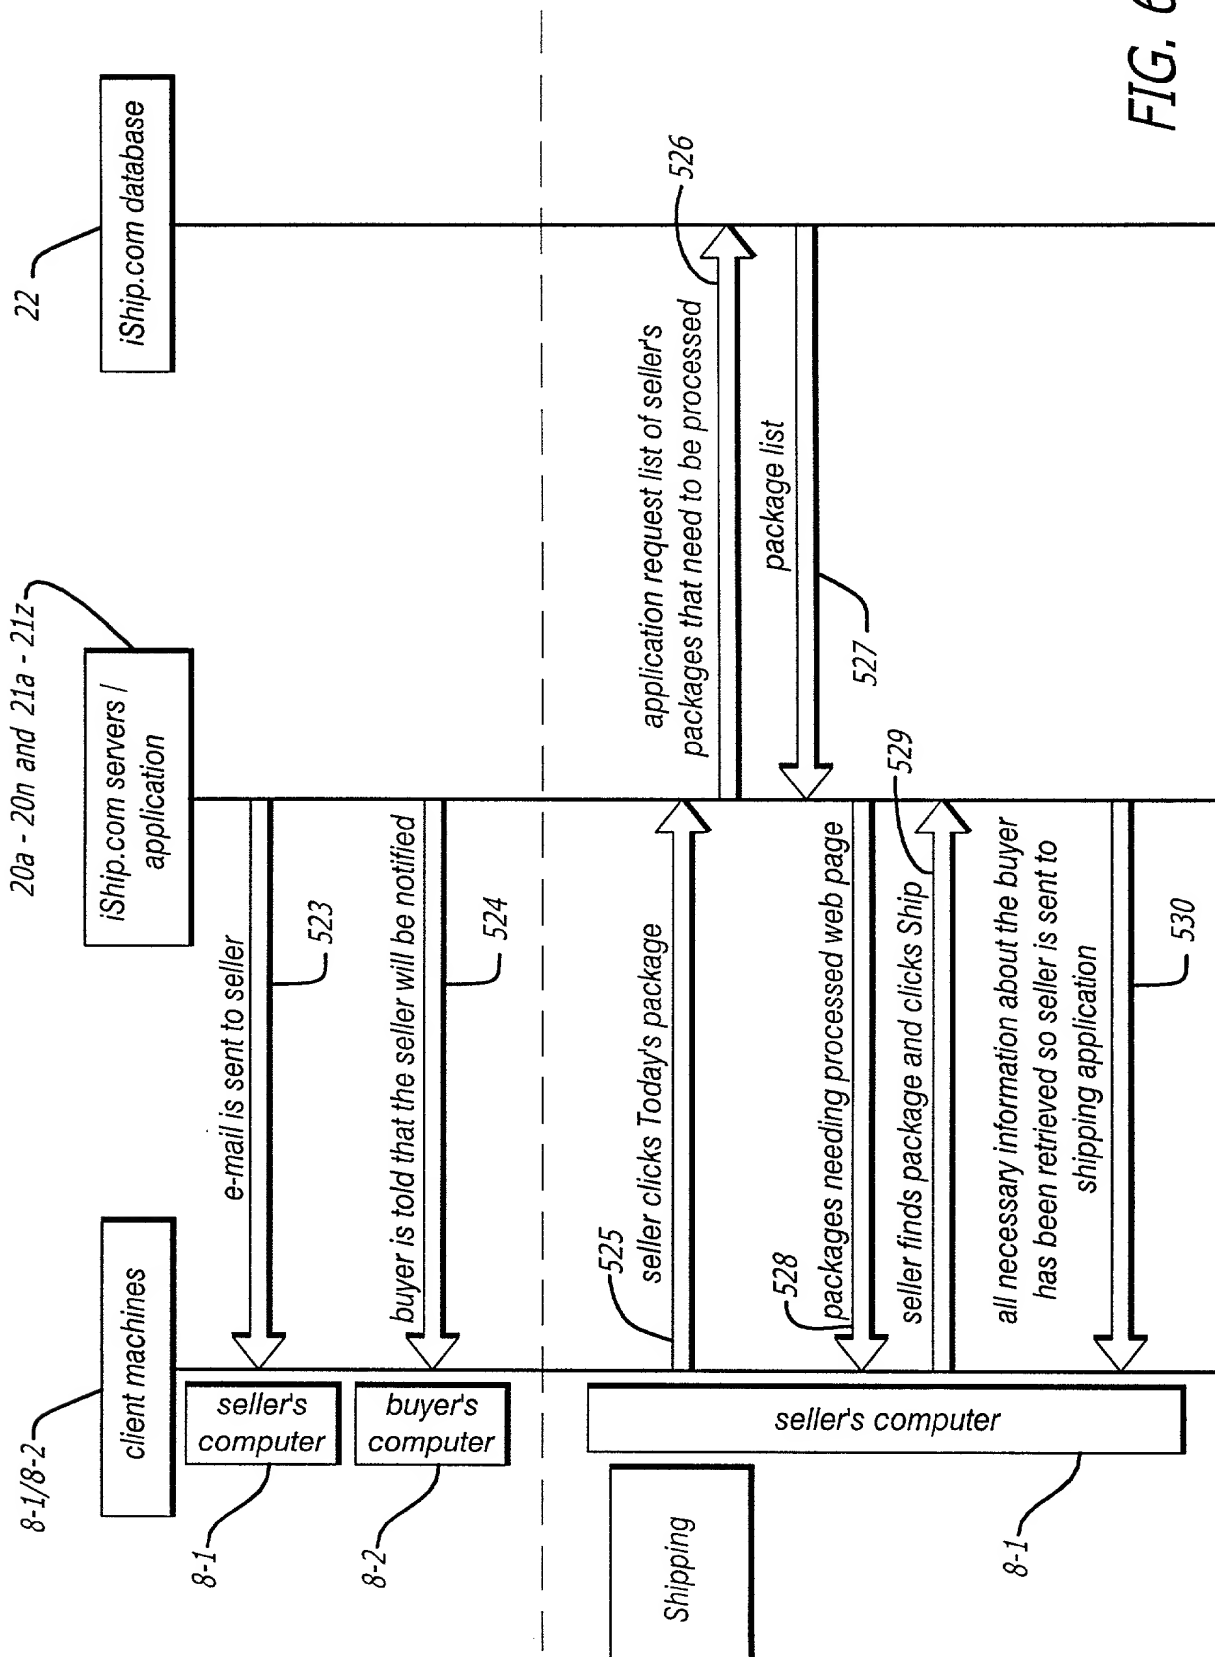 8-1/8-2
client machines
20a - 20n and 21a - 21z
iShip.com servers /
application
22
iShip.com database
8-1
seller's
computer
e-mail is sent to seller
523
8-2
buyer's
computer
buyer is told that the seller will be notified
524
Shipping
8-1
seller's computer
525
seller clicks Today's package
application request list of seller's
packages that need to be processed
526
package list
527
528
packages needing processed web page
seller finds package and clicks Ship
529
all necessary information about the buyer
has been retrieved so seller is sent to
shipping application
530
FIG.